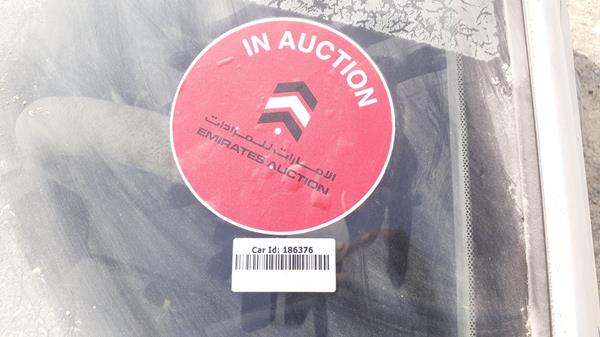 IN AUCTION
الإمارات للمزادات
EMIRATES AUCTION
Car Id: 186376